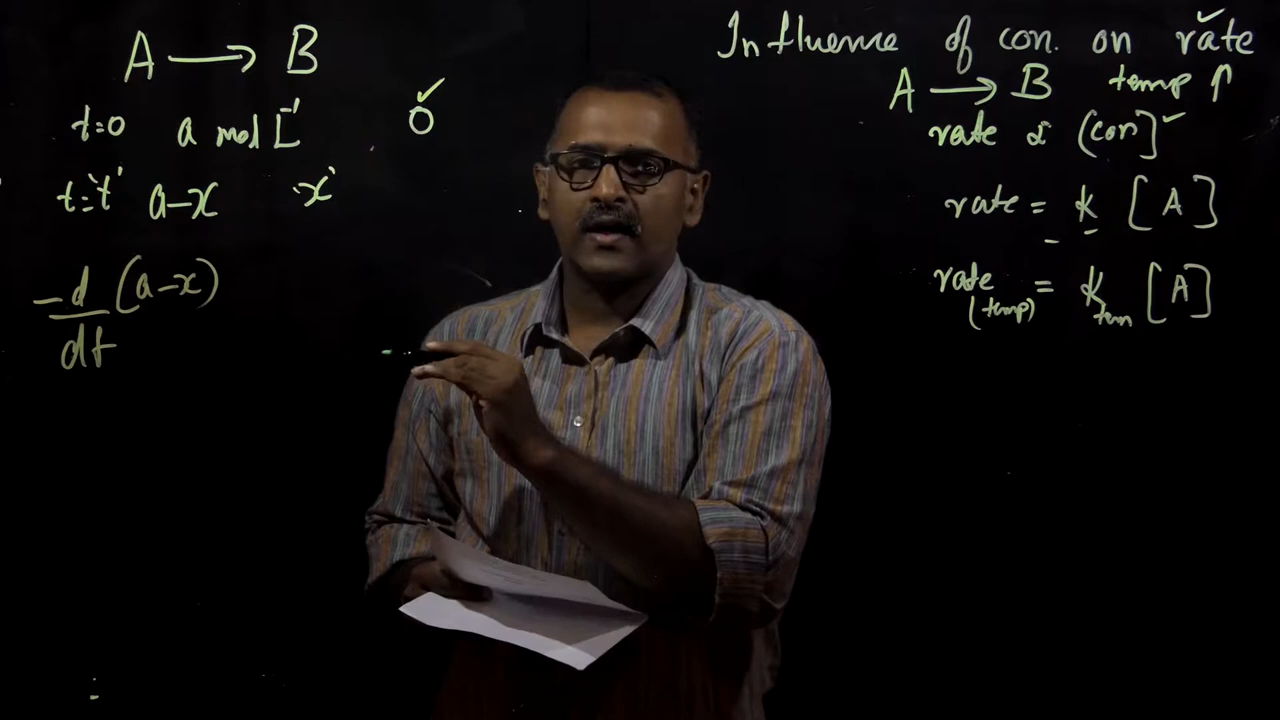 A → B
t=0 a mol L⁻¹ 0
t='t' a-x 'x'
-d/dt (a-x)
Influence of con. on rate
A → B temp ↑
rate α (con]
rate = K [A]
rate (temp) = K tem [A]